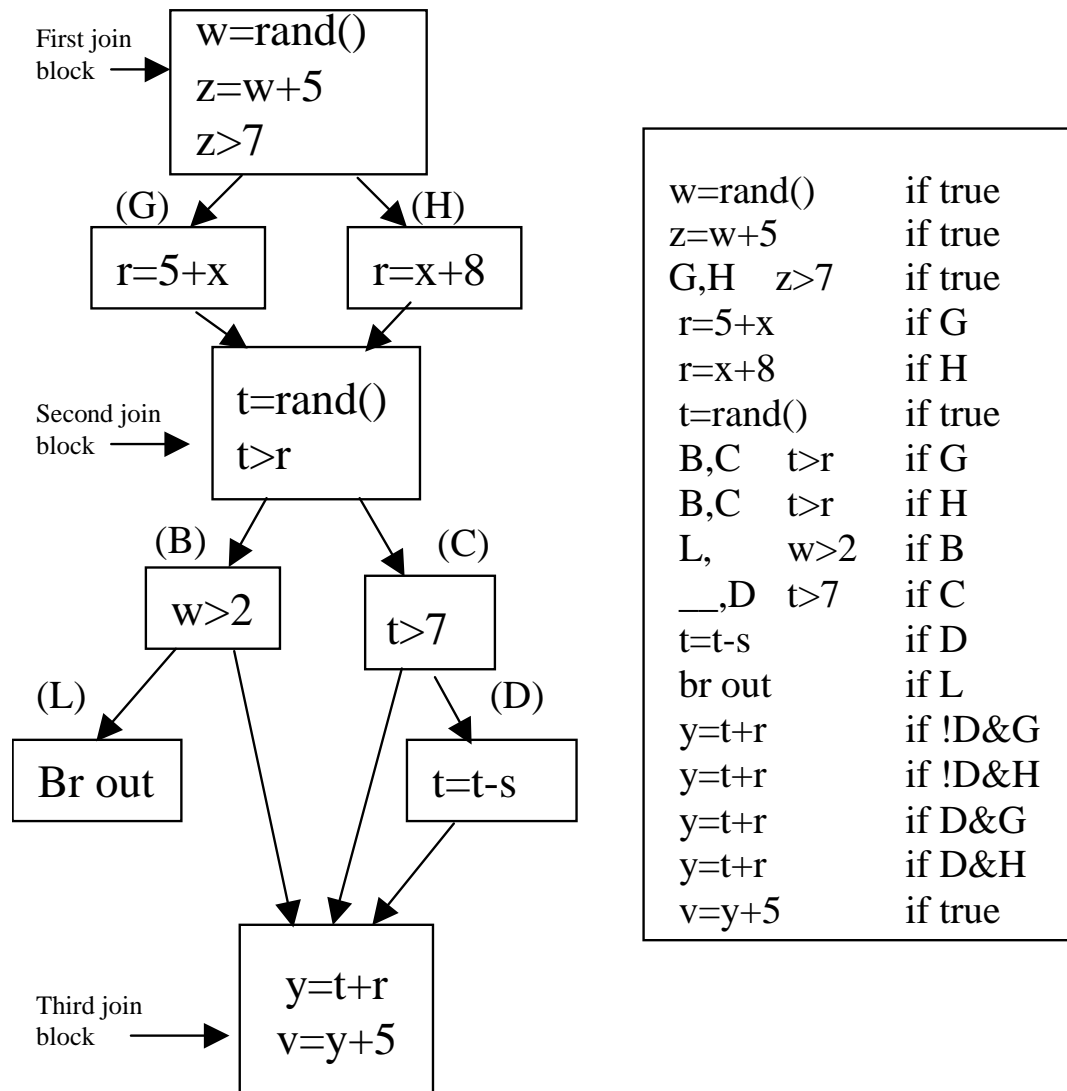 First join
block
w=rand()
z=w+5
z>7
(G)
(H)
r=5+x
r=x+8
Second join
block
t=rand()
t>r
(B)
(C)
w>2
t>7
(L)
(D)
Br out
t=t-s
Third join
block
y=t+r
v=y+5
w=rand() if true
z=w+5 if true
G,H z>7 if true
r=5+x if G
r=x+8 if H
t=rand() if true
B,C t>r if G
B,C t>r if H
L, w>2 if B
__,D t>7 if C
t=t-s if D
br out if L
y=t+r if !D&G
y=t+r if !D&H
y=t+r if D&G
y=t+r if D&H
v=y+5 if true